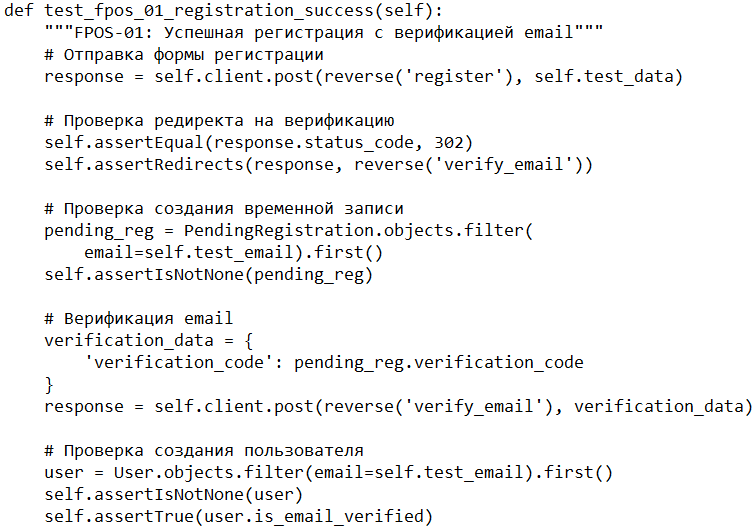 def test_fpos_01_registration_success(self):
    """FPOS-01: Успешная регистрация с верификацией email"""
    # Отправка формы регистрации
    response = self.client.post(reverse('register'), self.test_data)

    # Проверка редиректа на верификацию
    self.assertEqual(response.status_code, 302)
    self.assertRedirects(response, reverse('verify_email'))

    # Проверка создания временной записи
    pending_reg = PendingRegistration.objects.filter(
        email=self.test_email).first()
    self.assertIsNotNone(pending_reg)

    # Верификация email
    verification_data = {
        'verification_code': pending_reg.verification_code
    }
    response = self.client.post(reverse('verify_email'), verification_data)

    # Проверка создания пользователя
    user = User.objects.filter(email=self.test_email).first()
    self.assertIsNotNone(user)
    self.assertTrue(user.is_email_verified)